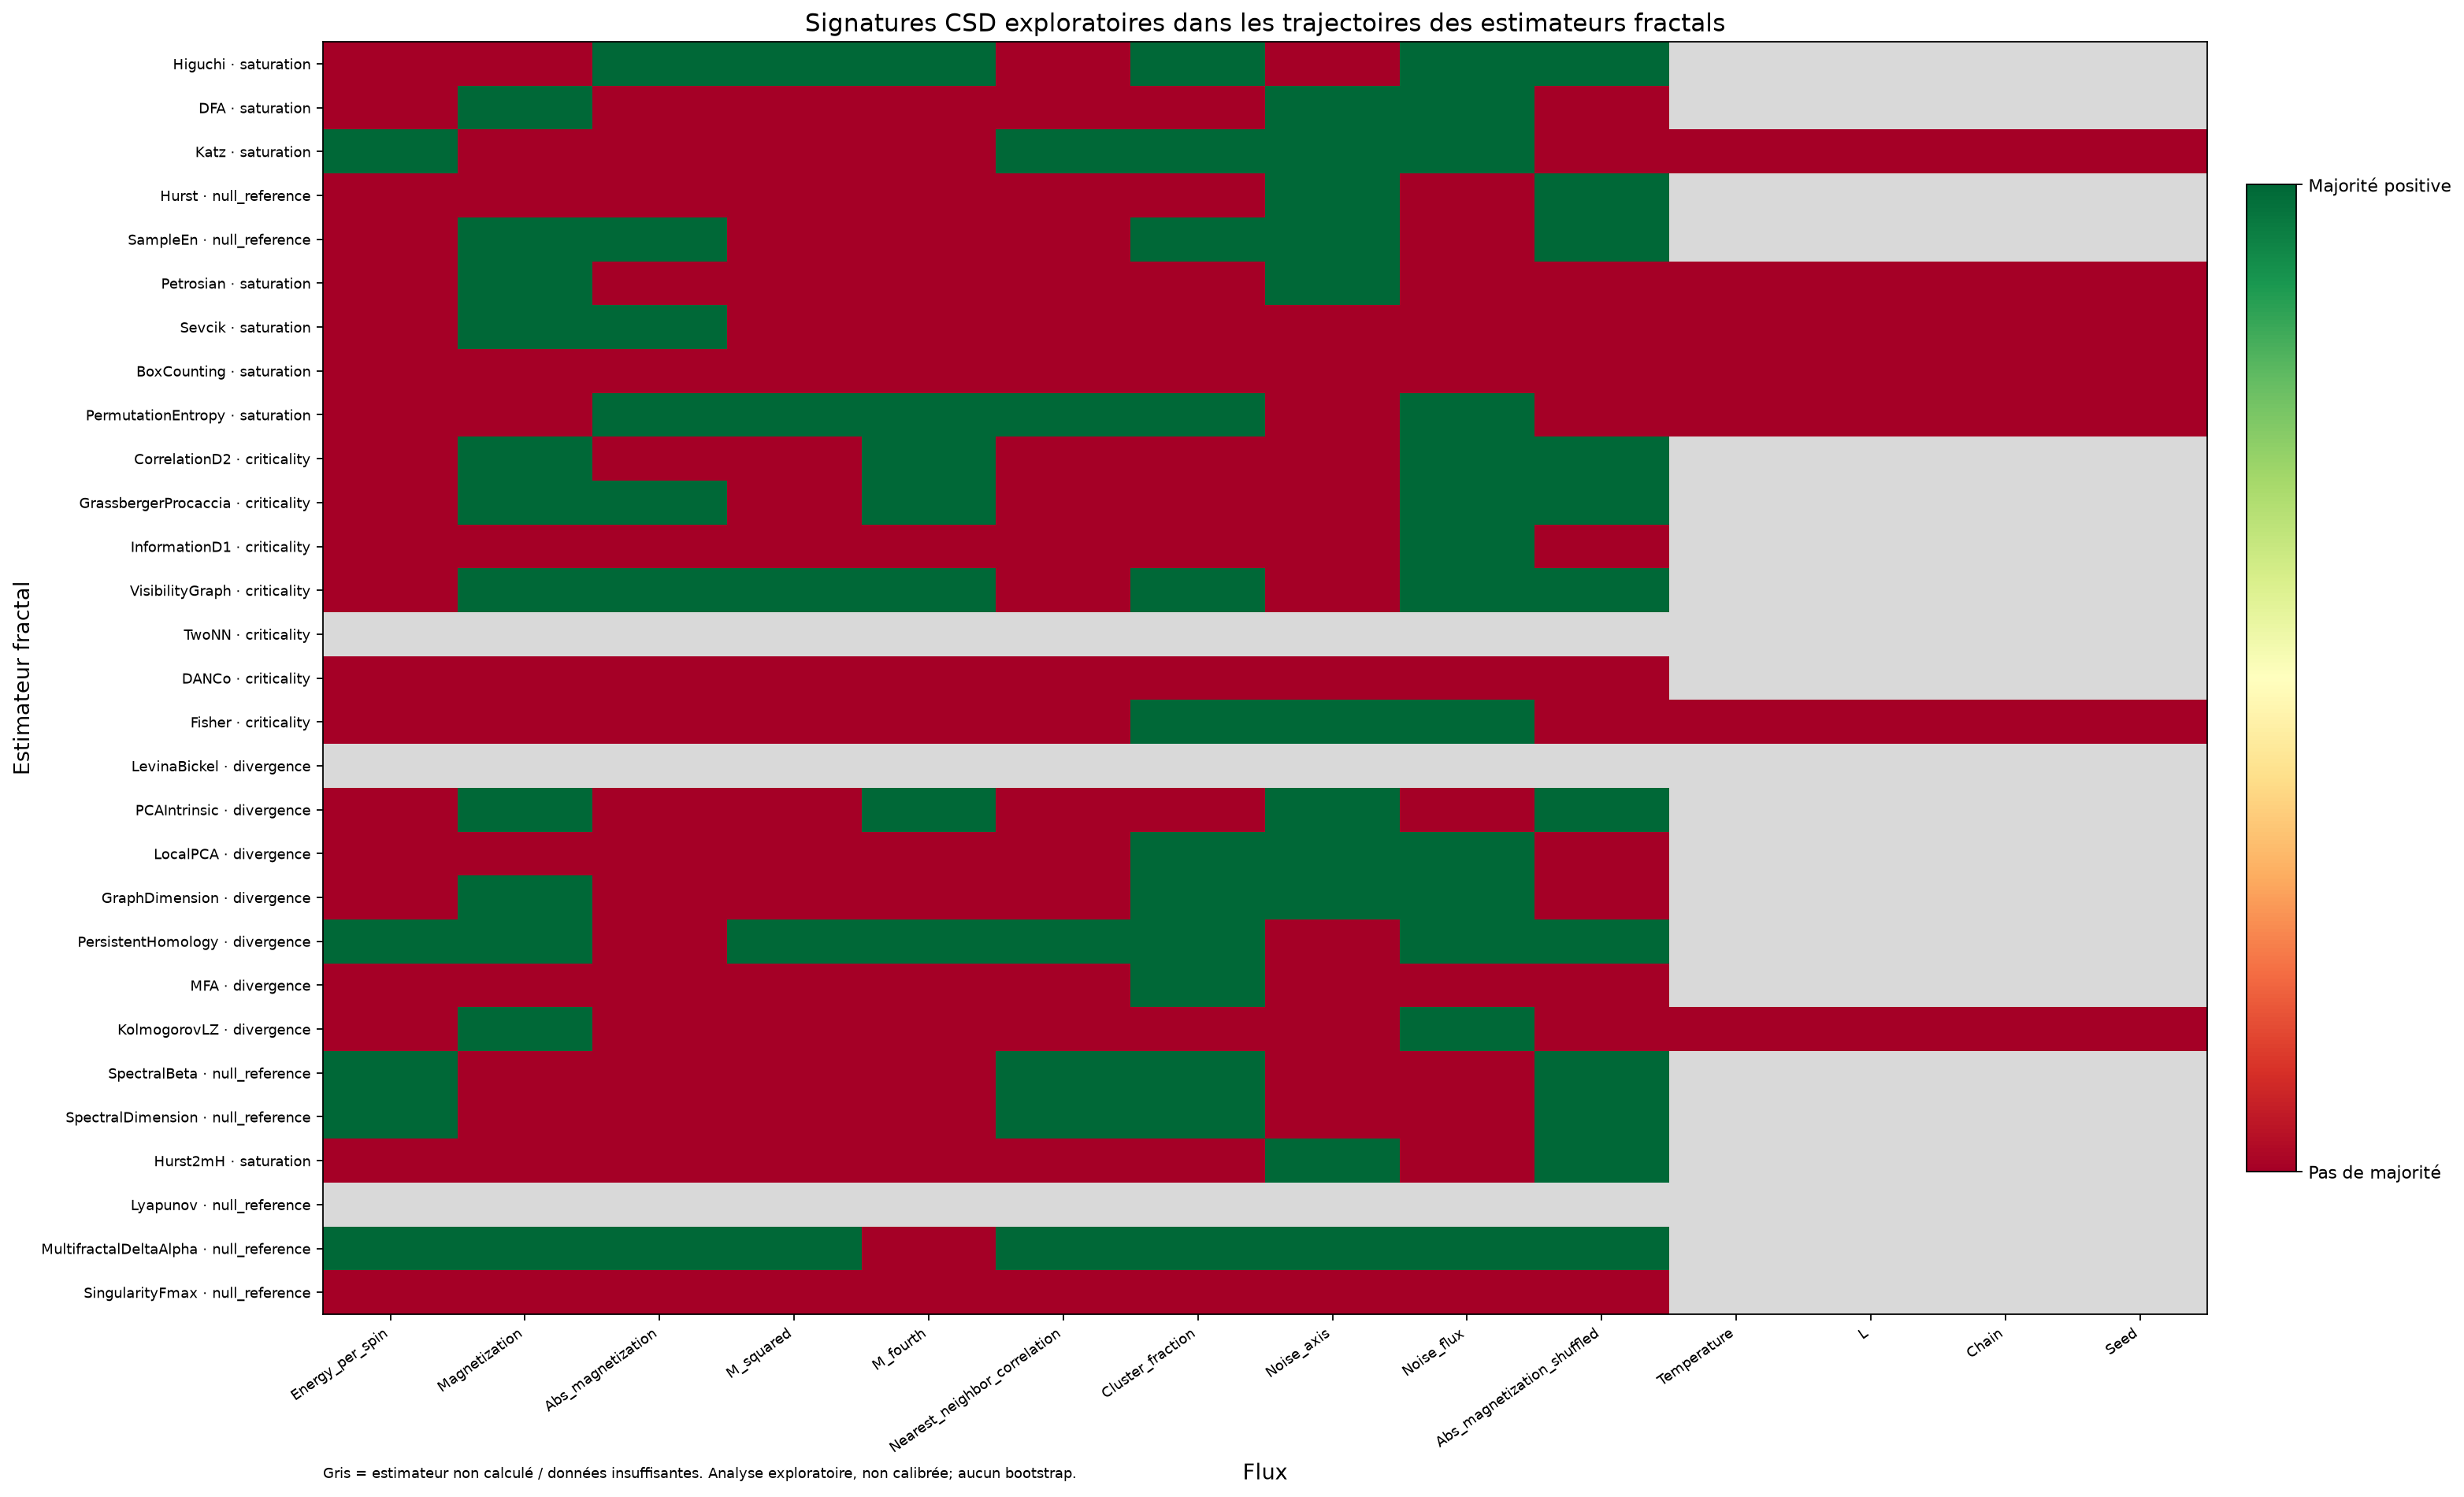 Signatures CSD exploratoires dans les trajectoires des estimateurs fractals
Estimateur fractal
Higuchi · saturation
DFA · saturation
Katz · saturation
Hurst · null_reference
SampleEn · null_reference
Petrosian · saturation
Sevcik · saturation
BoxCounting · saturation
PermutationEntropy · saturation
CorrelationD2 · criticality
GrassbergerProcaccia · criticality
InformationD1 · criticality
VisibilityGraph · criticality
TwoNN · criticality
DANCo · criticality
Fisher · criticality
LevinaBickel · divergence
PCAIntrinsic · divergence
LocalPCA · divergence
GraphDimension · divergence
PersistentHomology · divergence
MFA · divergence
KolmogorovLZ · divergence
SpectralBeta · null_reference
SpectralDimension · null_reference
Hurst2mH · saturation
Lyapunov · null_reference
MultifractalDeltaAlpha · null_reference
SingularityFmax · null_reference
Majorité positive
Pas de majorité
Energy_per_spin
Magnetization
Abs_magnetization
M_squared
M_fourth
Nearest_neighbor_correlation
Cluster_fraction
Noise_axis
Noise_flux
Abs_magnetization_shuffled
Temperature
L
Chain
Seed
Flux
Gris = estimateur non calculé / données insuffisantes. Analyse exploratoire, non calibrée; aucun bootstrap.